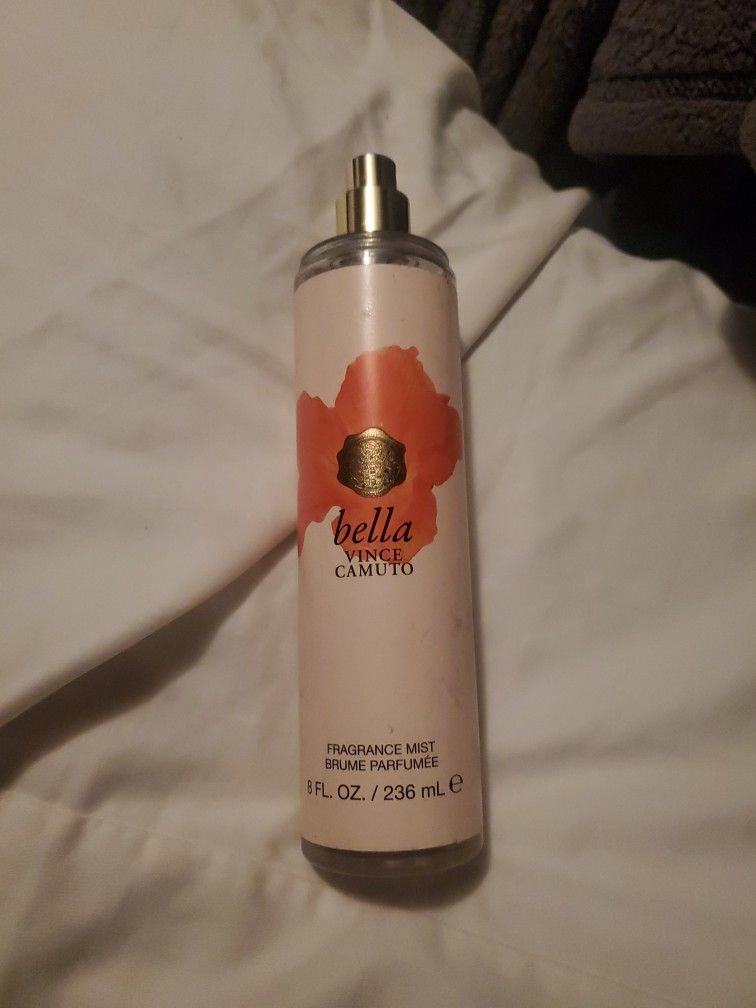 bella
VINCE
CAMUTO
FRAGRANCE MIST
BRUME PARFUMÉE
8 FL. OZ. / 236 mL ℮